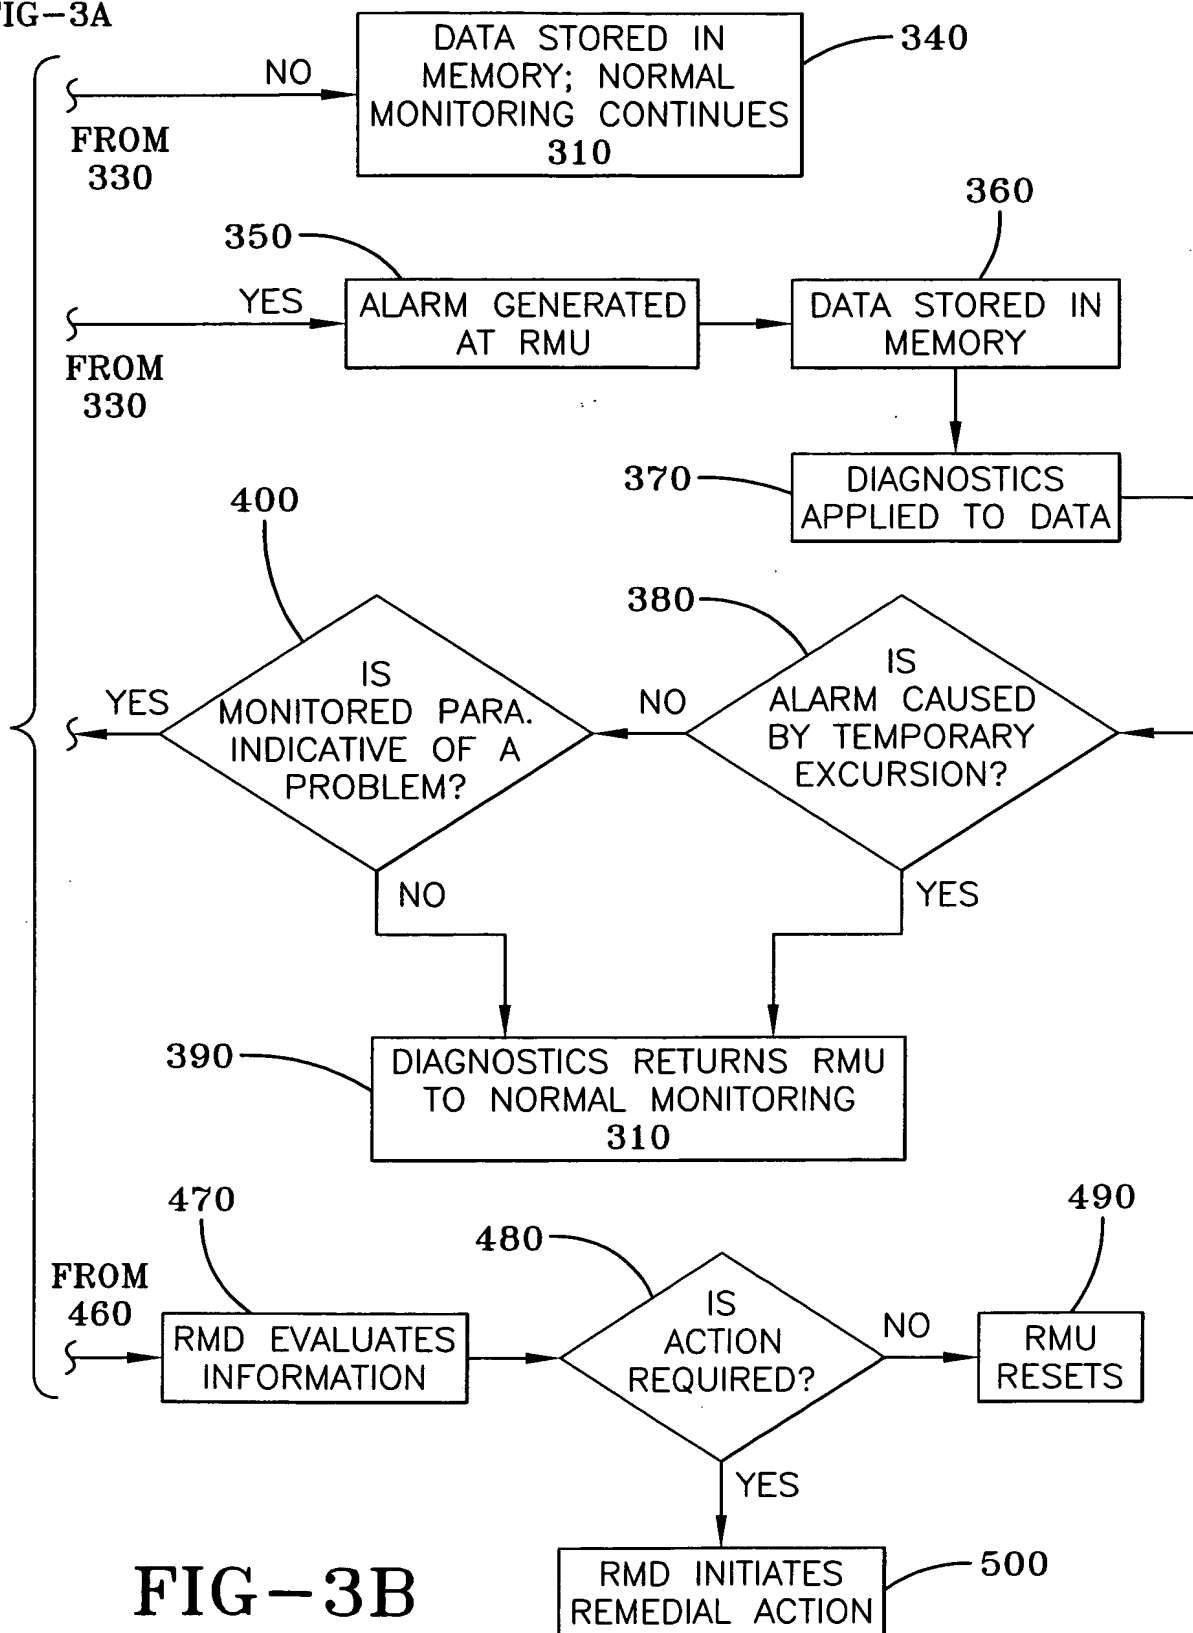 FIG-3A
DATA STORED IN
MEMORY; NORMAL
MONITORING CONTINUES
310
340
NO
FROM
330
360
350
YES
ALARM GENERATED
AT RMU
DATA STORED IN
MEMORY
FROM
330
370
DIAGNOSTICS
APPLIED TO DATA
400
380
IS
MONITORED PARA.
INDICATIVE OF A
PROBLEM?
YES
NO
IS
ALARM CAUSED
BY TEMPORARY
EXCURSION?
NO
YES
390
DIAGNOSTICS RETURNS RMU
TO NORMAL MONITORING
310
470
480
490
FROM
460
RMD EVALUATES
INFORMATION
IS
ACTION
REQUIRED?
NO
RMU
RESETS
YES
FIG-3B
RMD INITIATES
REMEDIAL ACTION
500